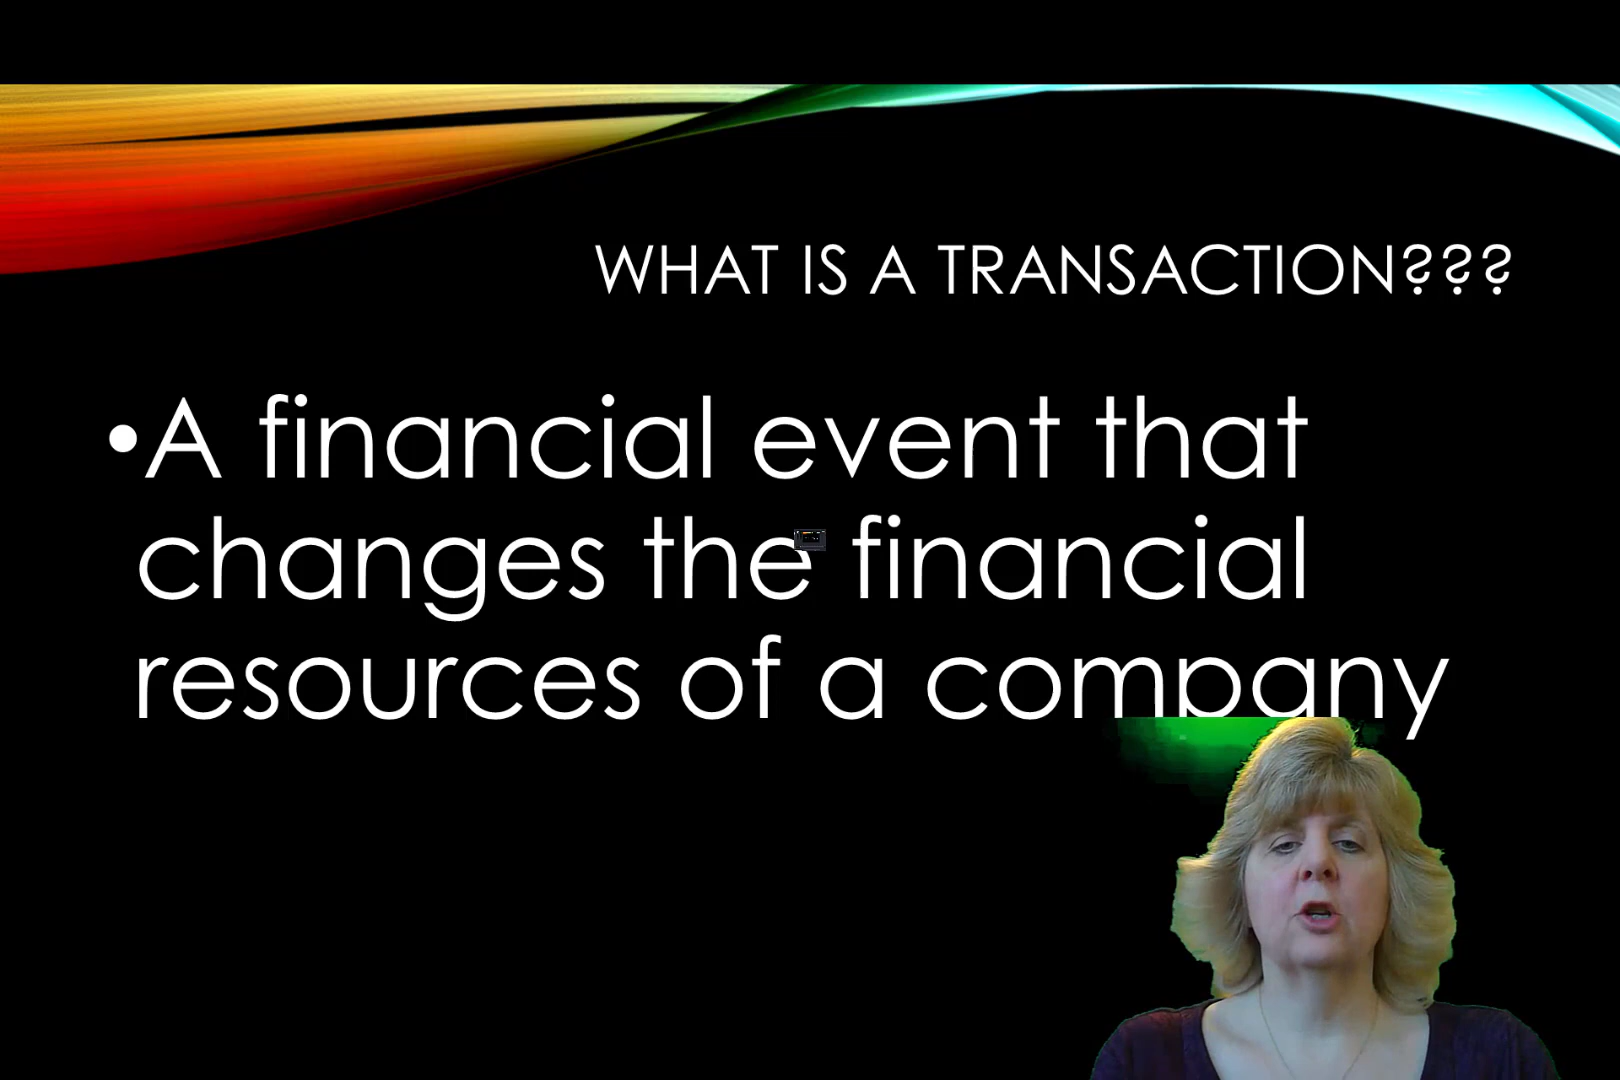 WHAT IS A TRANSACTION???
•A financial event that
changes the financial
resources of a company